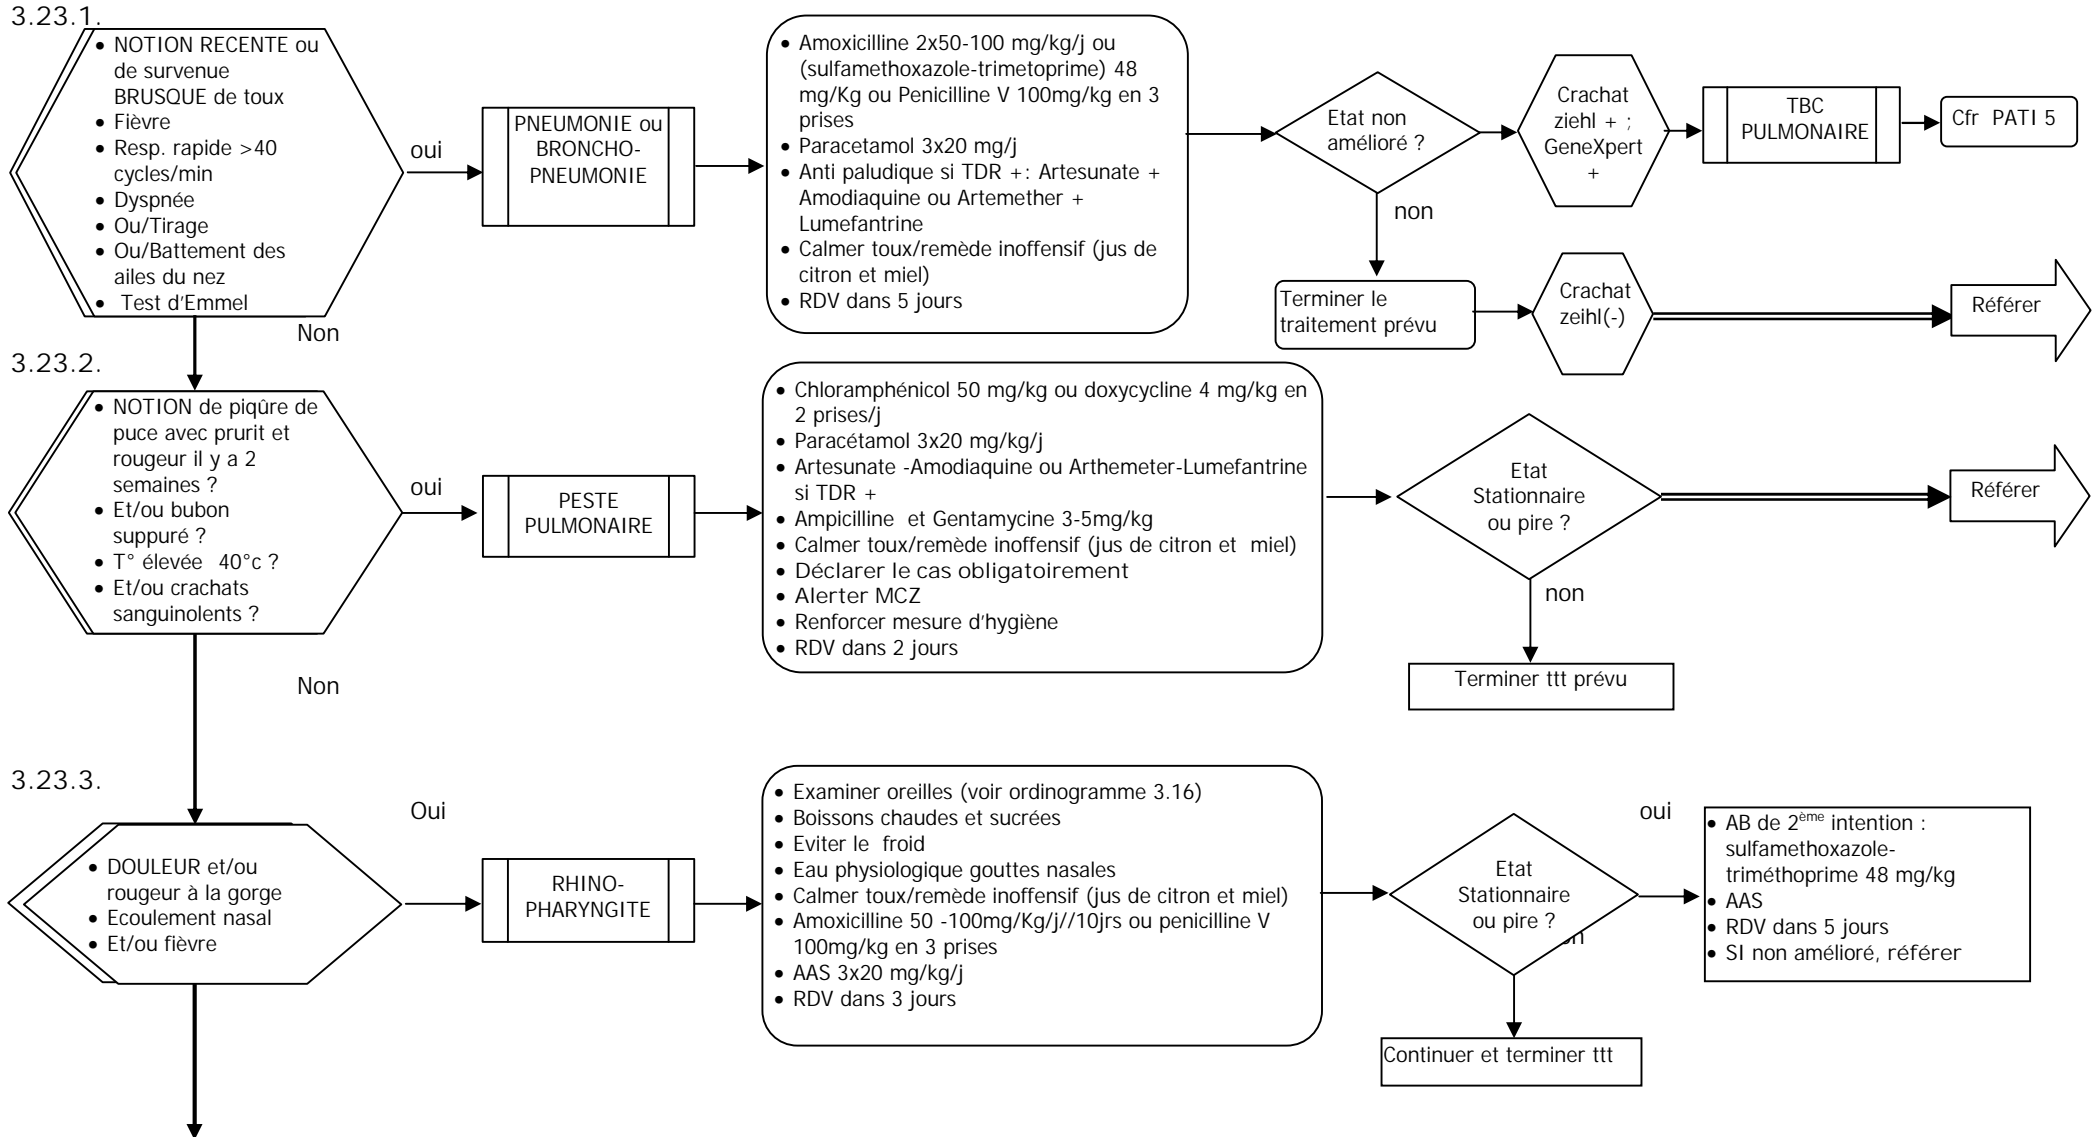 3.23.1.
• NOTION RECENTE ou
de survenue
BRUSQUE de toux
• Fièvre
• Resp. rapide >40
cycles/min
• Dyspnée
• Ou/Tirage
• Ou/Battement des
ailes du nez
• Test d'Emmel
oui
Non
PNEUMONIE ou
BRONCHO-
PNEUMONIE
• Amoxicilline 2x50-100 mg/kg/j ou
(sulfamethoxazole-trimetoprime) 48
mg/Kg ou Penicilline V 100mg/kg en 3
prises
• Paracetamol 3x20 mg/j
• Anti paludique si TDR +: Artesunate +
Amodiaquine ou Artemether +
Lumefantrine
• Calmer toux/remède inoffensif (jus de
citron et miel)
• RDV dans 5 jours
Etat non
amélioré ?
non
Crachat
ziehl + ;
GeneXpert
+
TBC
PULMONAIRE
Cfr PATI 5
Terminer le
traitement prévu
Crachat
zeihl(-)
Référer
3.23.2.
• NOTION de piqûre de
puce avec prurit et
rougeur il y a 2
semaines ?
• Et/ou bubon
suppuré ?
• T° élevée 40°c ?
• Et/ou crachats
sanguinolents ?
oui
Non
PESTE
PULMONAIRE
• Chloramphénicol 50 mg/kg ou doxycycline 4 mg/kg en
2 prises/j
• Paracétamol 3x20 mg/kg/j
• Artesunate -Amodiaquine ou Arthemeter-Lumefantrine
si TDR +
• Ampicilline et Gentamycine 3-5mg/kg
• Calmer toux/remède inoffensif (jus de citron et miel)
• Déclarer le cas obligatoirement
• Alerter MCZ
• Renforcer mesure d'hygiène
• RDV dans 2 jours
Etat
Stationnaire
ou pire ?
non
Référer
Terminer ttt prévu
3.23.3.
• DOULEUR et/ou
rougeur à la gorge
• Ecoulement nasal
• Et/ou fièvre
Oui
RHINO-
PHARYNGITE
• Examiner oreilles (voir ordinogramme 3.16)
• Boissons chaudes et sucrées
• Eviter le froid
• Eau physiologique gouttes nasales
• Calmer toux/remède inoffensif (jus de citron et miel)
• Amoxicilline 50 -100mg/Kg/j//10jrs ou penicilline V
100mg/kg en 3 prises
• AAS 3x20 mg/kg/j
• RDV dans 3 jours
Etat
Stationnaire
ou pire ?
oui
• AB de 2ème intention :
sulfamethoxazole-
triméthoprime 48 mg/kg
• AAS
• RDV dans 5 jours
• SI non amélioré, référer
Continuer et terminer ttt